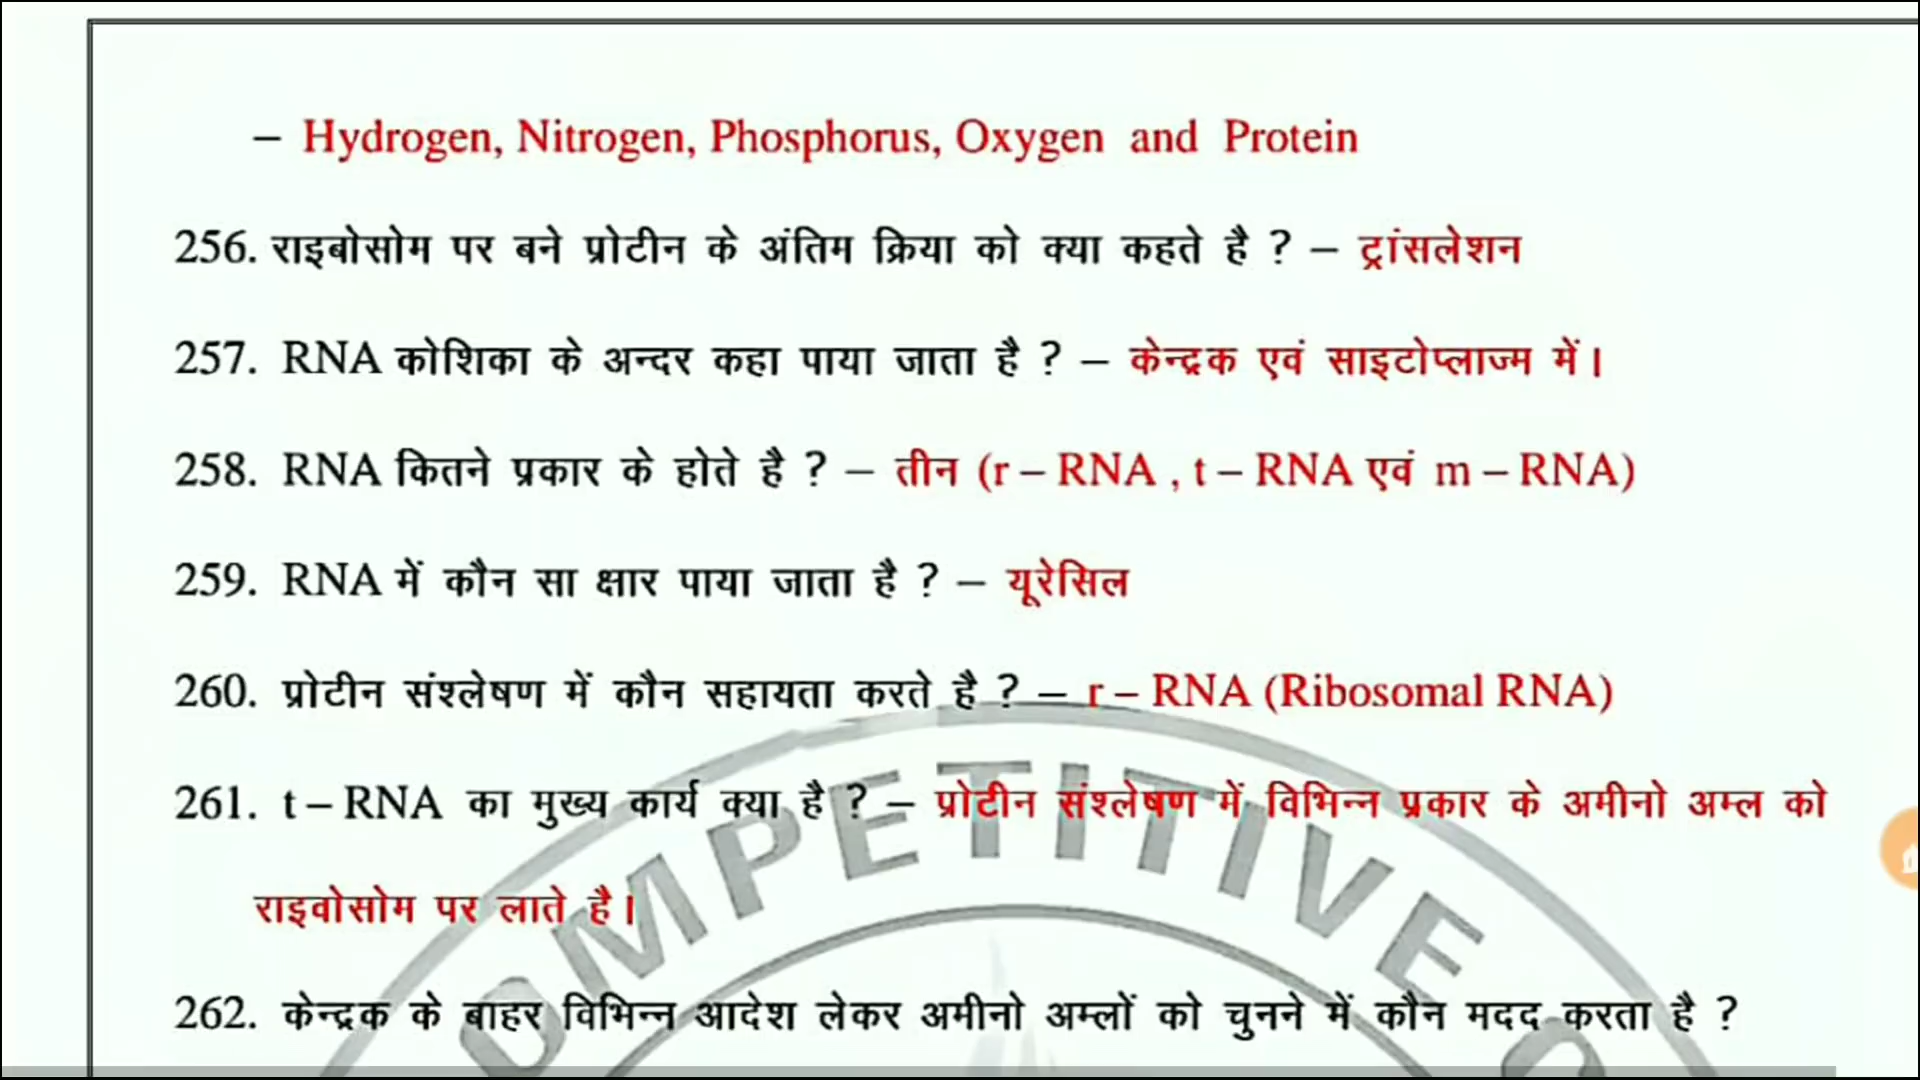 – Hydrogen, Nitrogen, Phosphorus, Oxygen and Protein
256. राइबोसोम पर बने प्रोटीन के अंतिम क्रिया को क्या कहते है ? – ट्रांसलेशन
257. RNA कोशिका के अन्दर कहा पाया जाता है ? – केन्द्रक एवं साइटोप्लाज्म में।
258. RNA कितने प्रकार के होते है ? – तीन (r – RNA , t – RNA एवं m – RNA)
259. RNA में कौन सा क्षार पाया जाता है ? – यूरेसिल
260. प्रोटीन संश्लेषण में कौन सहायता करते है ? – r – RNA (Ribosomal RNA)
261. t – RNA का मुख्य कार्य क्या है ? – प्रोटीन संश्लेषण में विभिन्न प्रकार के अमीनो अम्ल को
राइवोसोम पर लाते है।
262. केन्द्रक के बाहर विभिन्न आदेश लेकर अमीनो अम्लों को चुनने में कौन मदद करता है ?